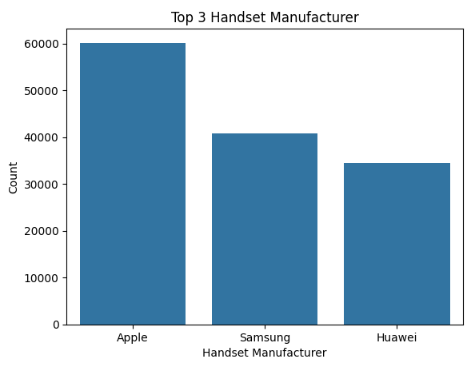 Top 3 Handset Manufacturer
60000
50000
40000
30000
20000
10000
0
Count
Apple
Samsung
Huawei
Handset Manufacturer